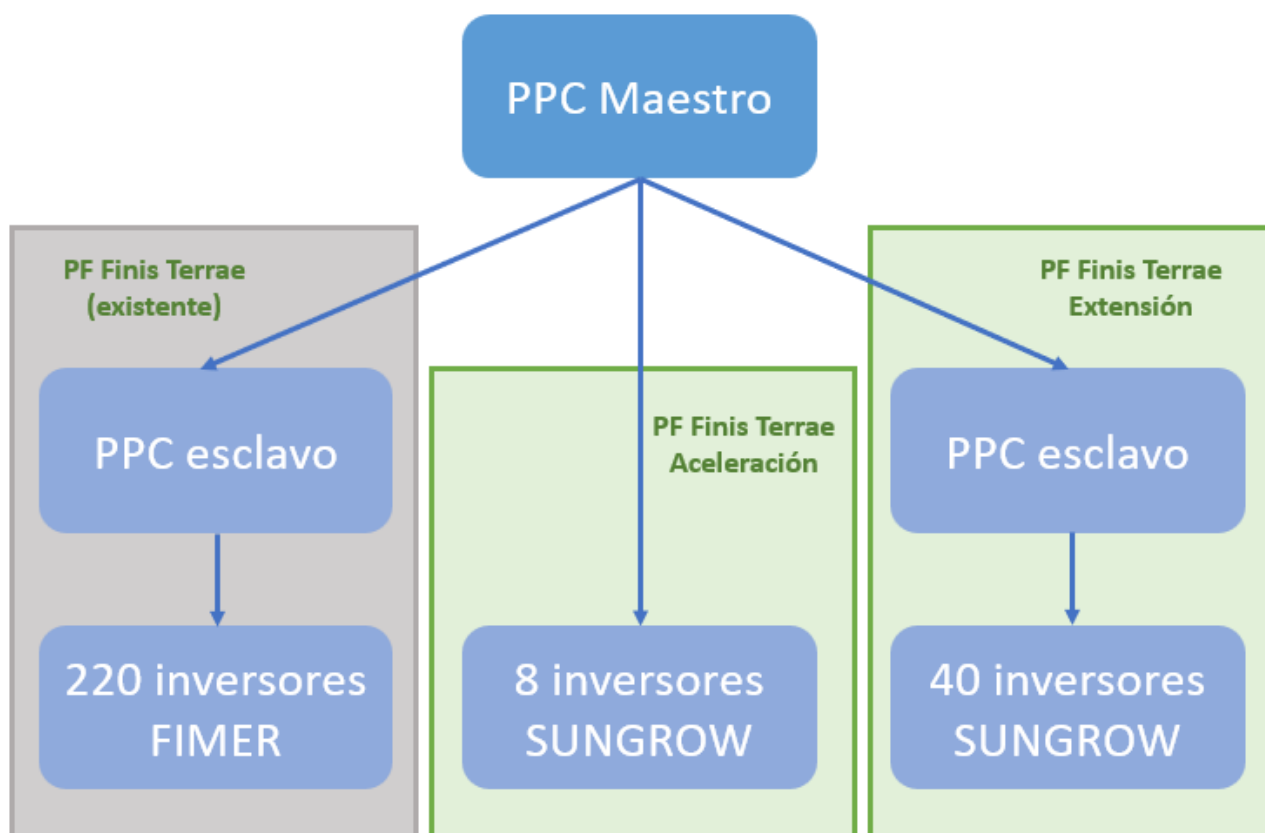 PPC Maestro
PF Finis Terrae
(existente)
PPC esclavo
220 inversores
FIMER
PF Finis Terrae
Aceleración
8 inversores
SUNGROW
PF Finis Terrae
Extensión
PPC esclavo
40 inversores
SUNGROW